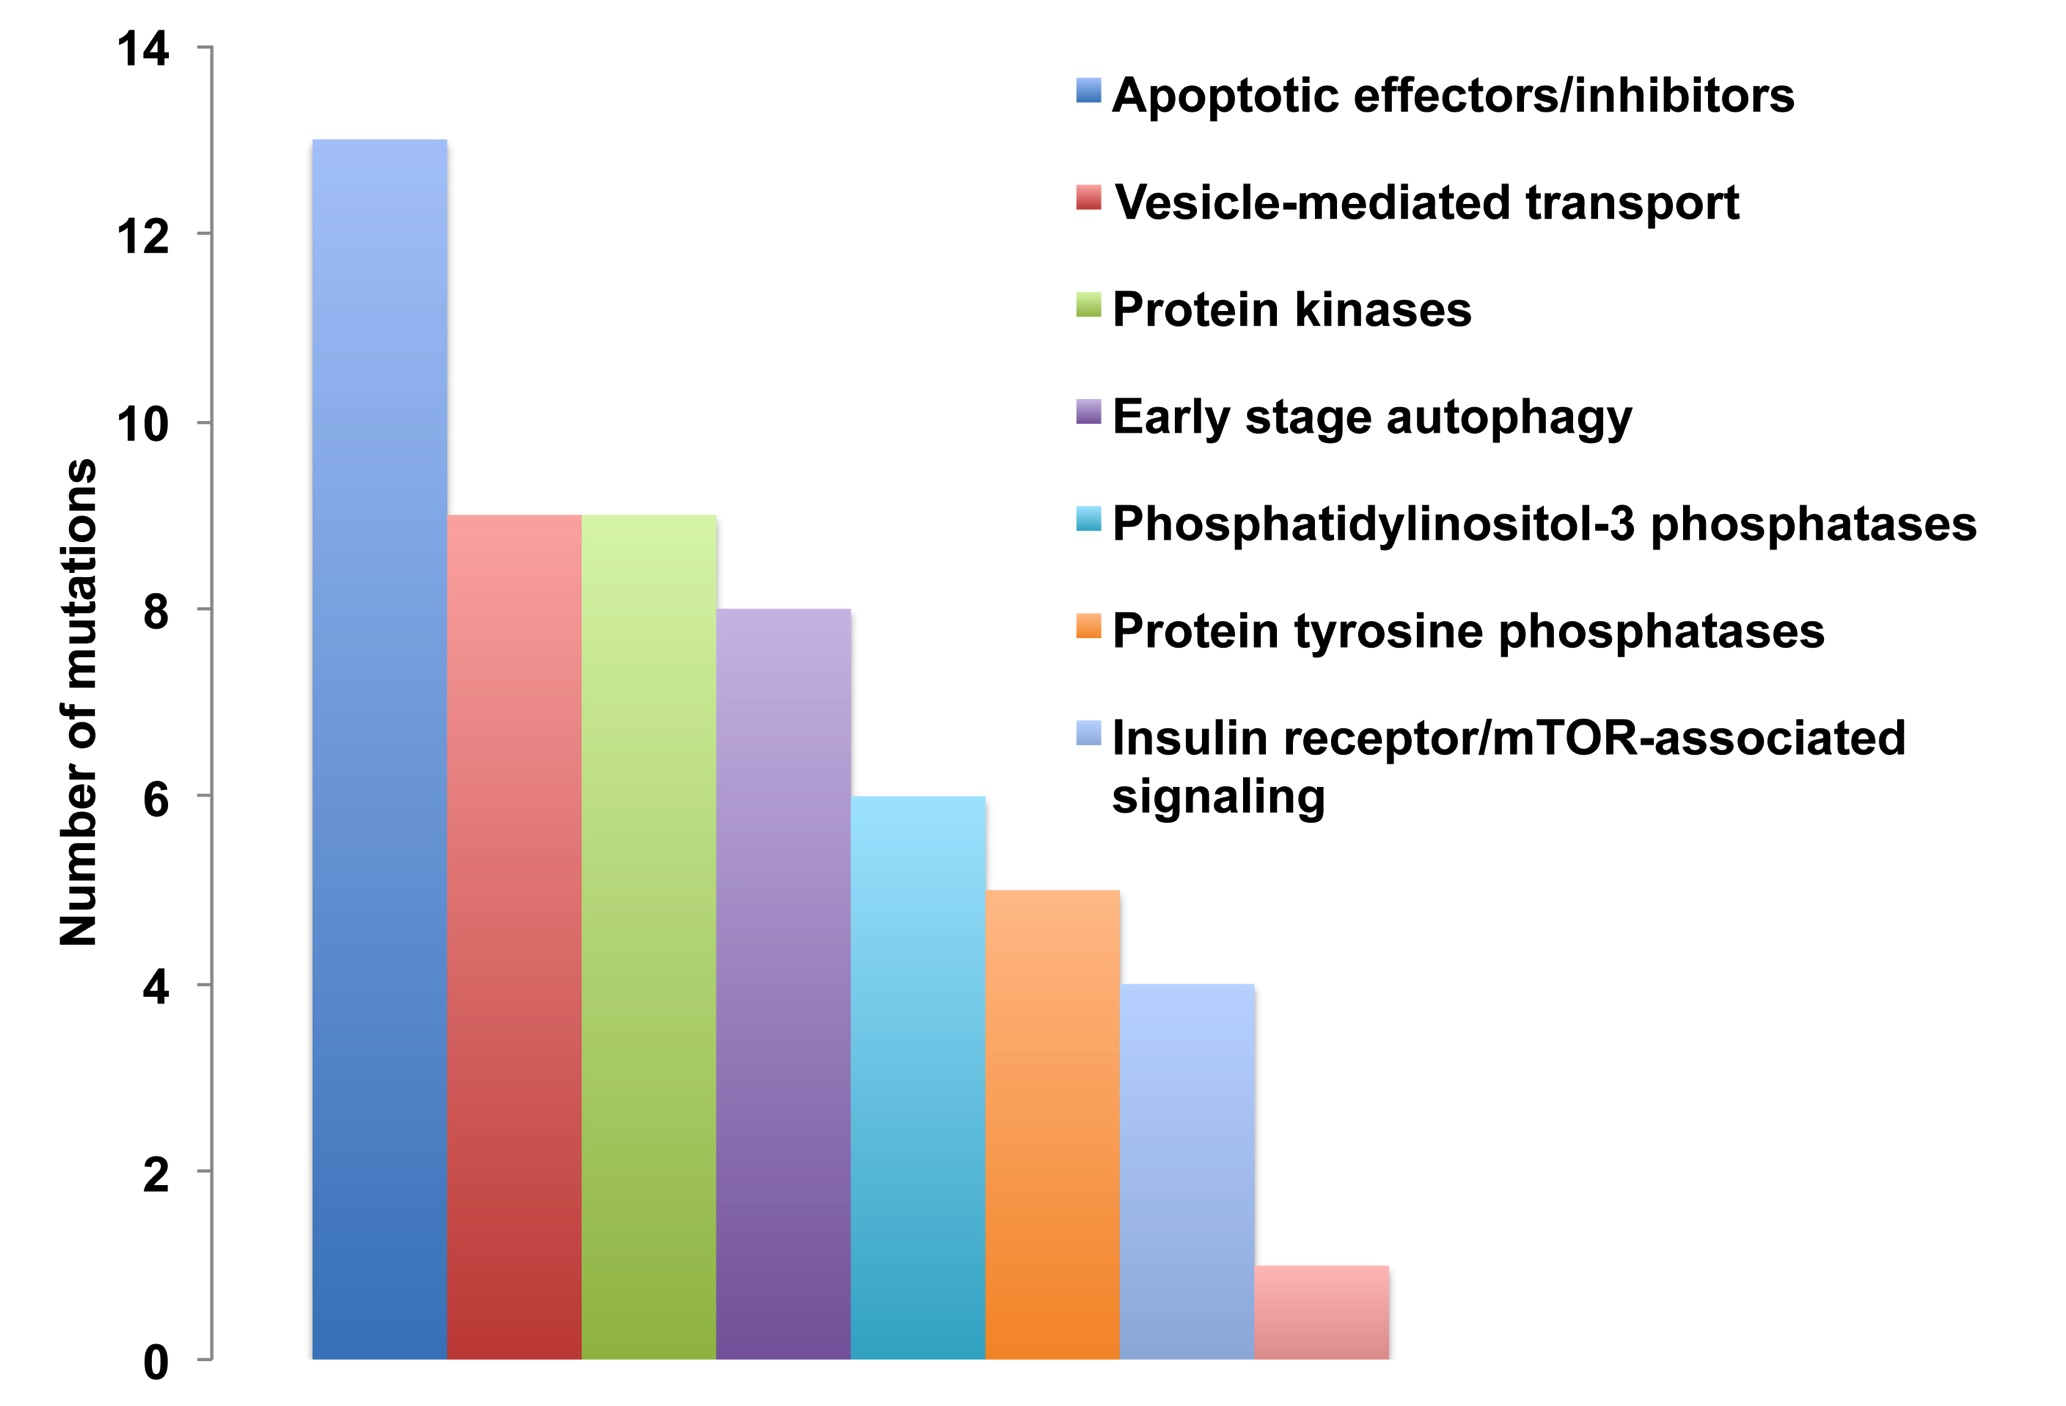 14
12
10
8
6
4
2
0
Number of mutations
Apoptotic effectors/inhibitors
Vesicle-mediated transport
Protein kinases
Early stage autophagy
Phosphatidylinositol-3 phosphatases
Protein tyrosine phosphatases
Insulin receptor/mTOR-associated
signaling